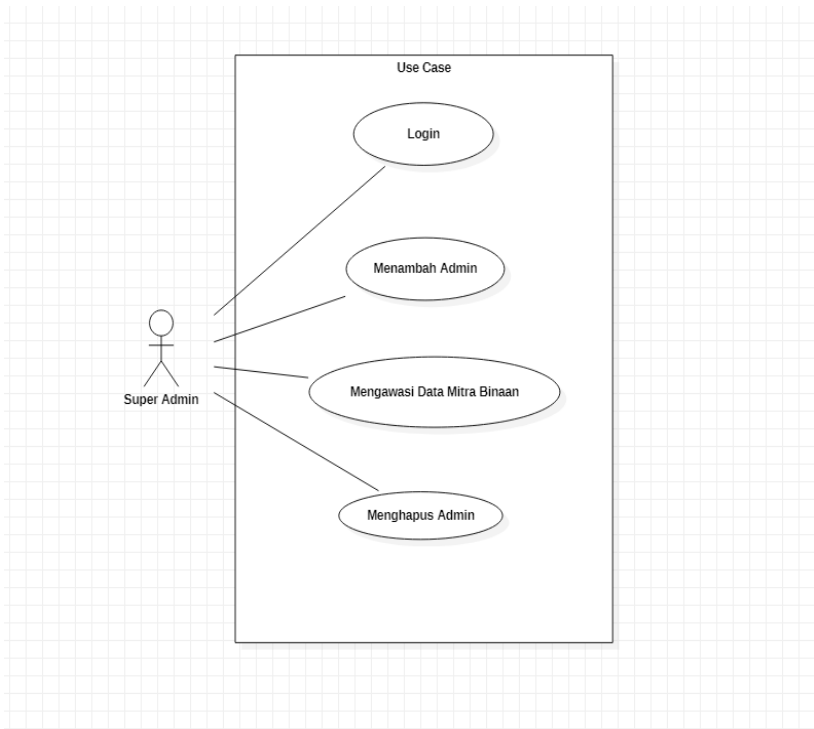 Use Case
Login
Menambah Admin
Mengawasi Data Mitra Binaan
Super Admin
Menghapus Admin